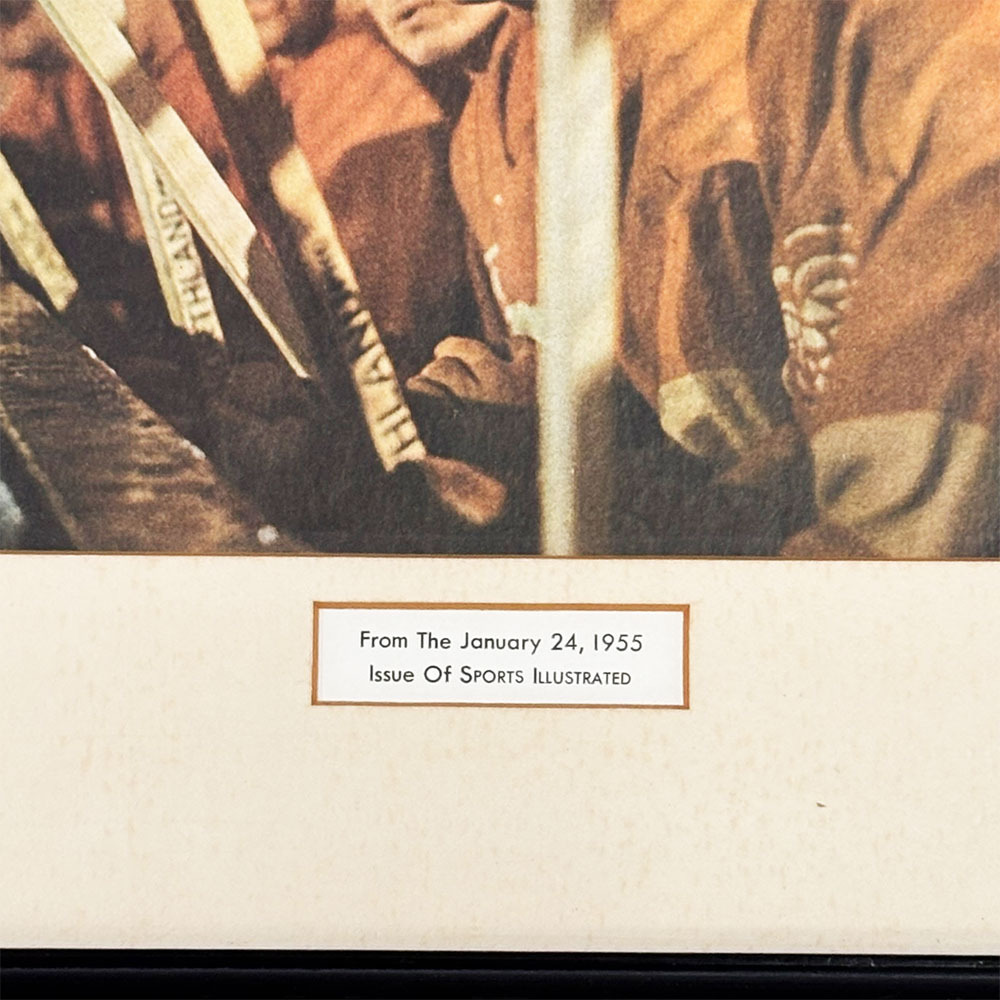 From The January 24, 1955
Issue Of SPORTS ILLUSTRATED